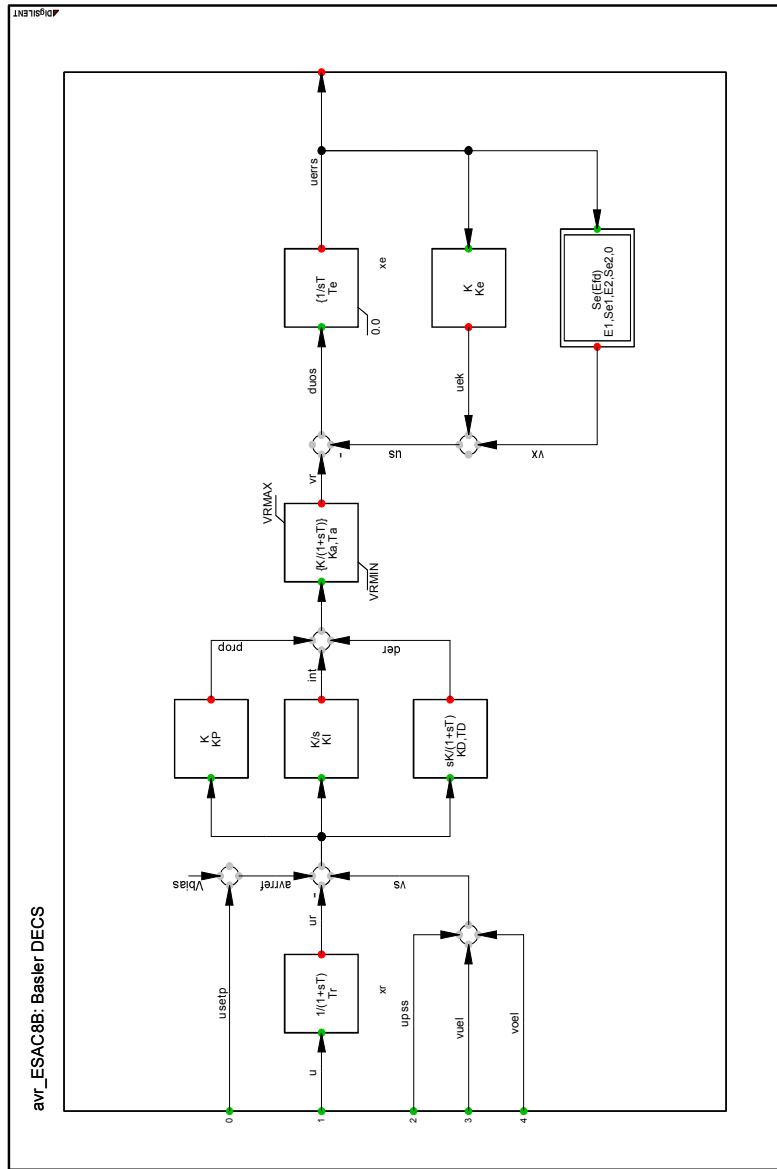 DIgSILENT
avr_ESAC8B: Basler DECS
0
usetp
Vbias
avrref
1
u
1/(1+sT)
Tr
xr
ur
-
2
upss
3
vuel
4
voel
vs
K
KP
prop
K/s
KI
int
sK/(1+sT)
KD,TD
der
VRMAX
{K/(1+sT)}
Ka,Ta
VRMIN
vr
-
us
duos
{1/sT
Te
0.0
xe
uerrs
K
Ke
uek
Se(Efd)
E1,Se1,E2,Se2,0
vx